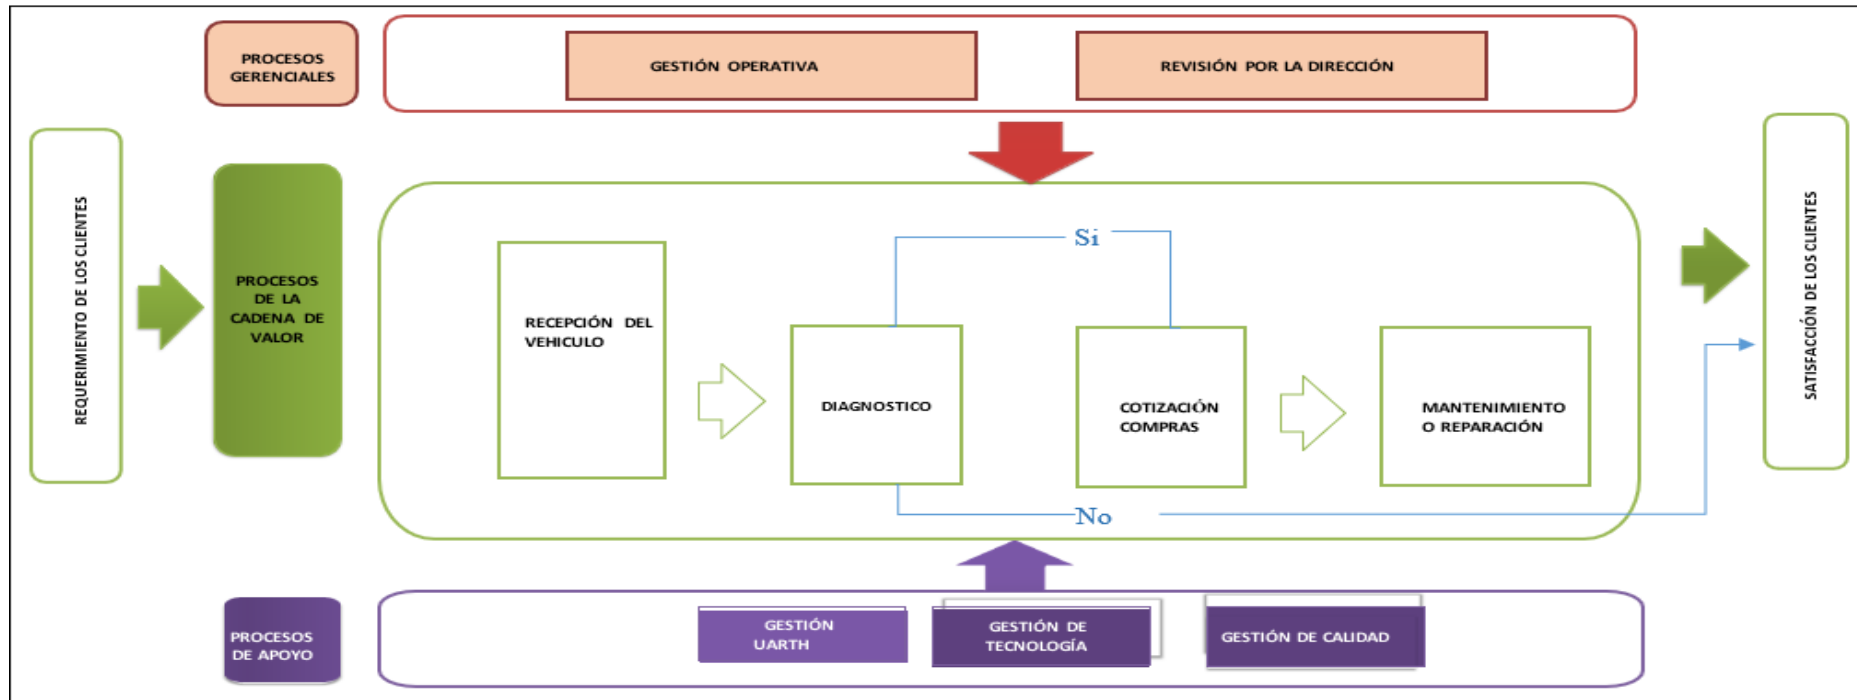 PROCESOS
GERENCIALES
GESTIÓN OPERATIVA
REVISIÓN POR LA DIRECCIÓN
REQUERIMIENTO DE LOS CLIENTES
PROCESOS
DE LA
CADENA DE
VALOR
RECEPCIÓN DEL
VEHICULO
DIAGNOSTICO
Si
COTIZACIÓN
COMPRAS
MANTENIMIENTO
O REPARACIÓN
No
SATISFACCIÓN DE LOS CLIENTES
PROCESOS
DE APOYO
GESTIÓN
UARTH
GESTIÓN DE
TECNOLOGÍA
GESTIÓN DE CALIDAD